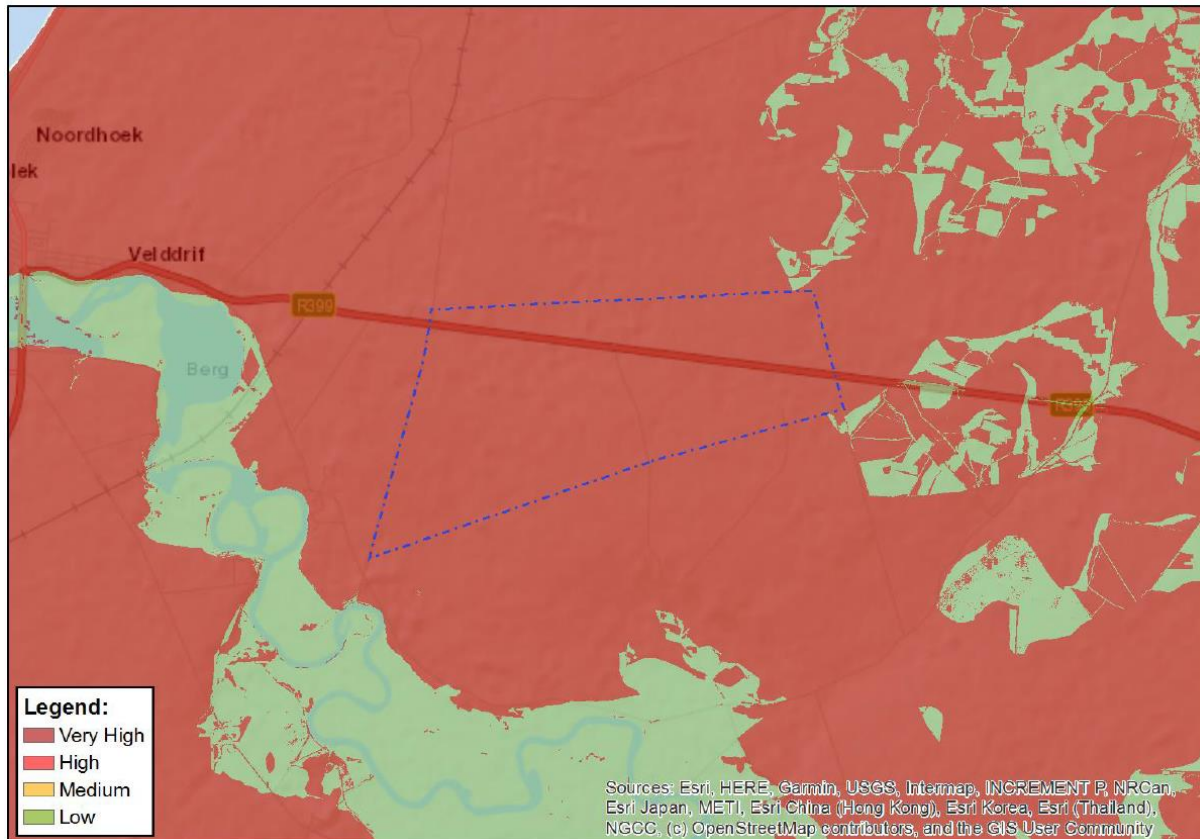 Noordhoek
lek
Velddrif
R399
Berg
R399
Legend:
Very High
High
Medium
Low
Sources: Esri, HERE, Garmin, USGS, Intermap, INCREMENT P, NRCan,
Esri Japan, METI, Esri China (Hong Kong), Esri Korea, Esri (Thailand),
NGCC, (c) OpenStreetMap contributors, and the GIS User Community